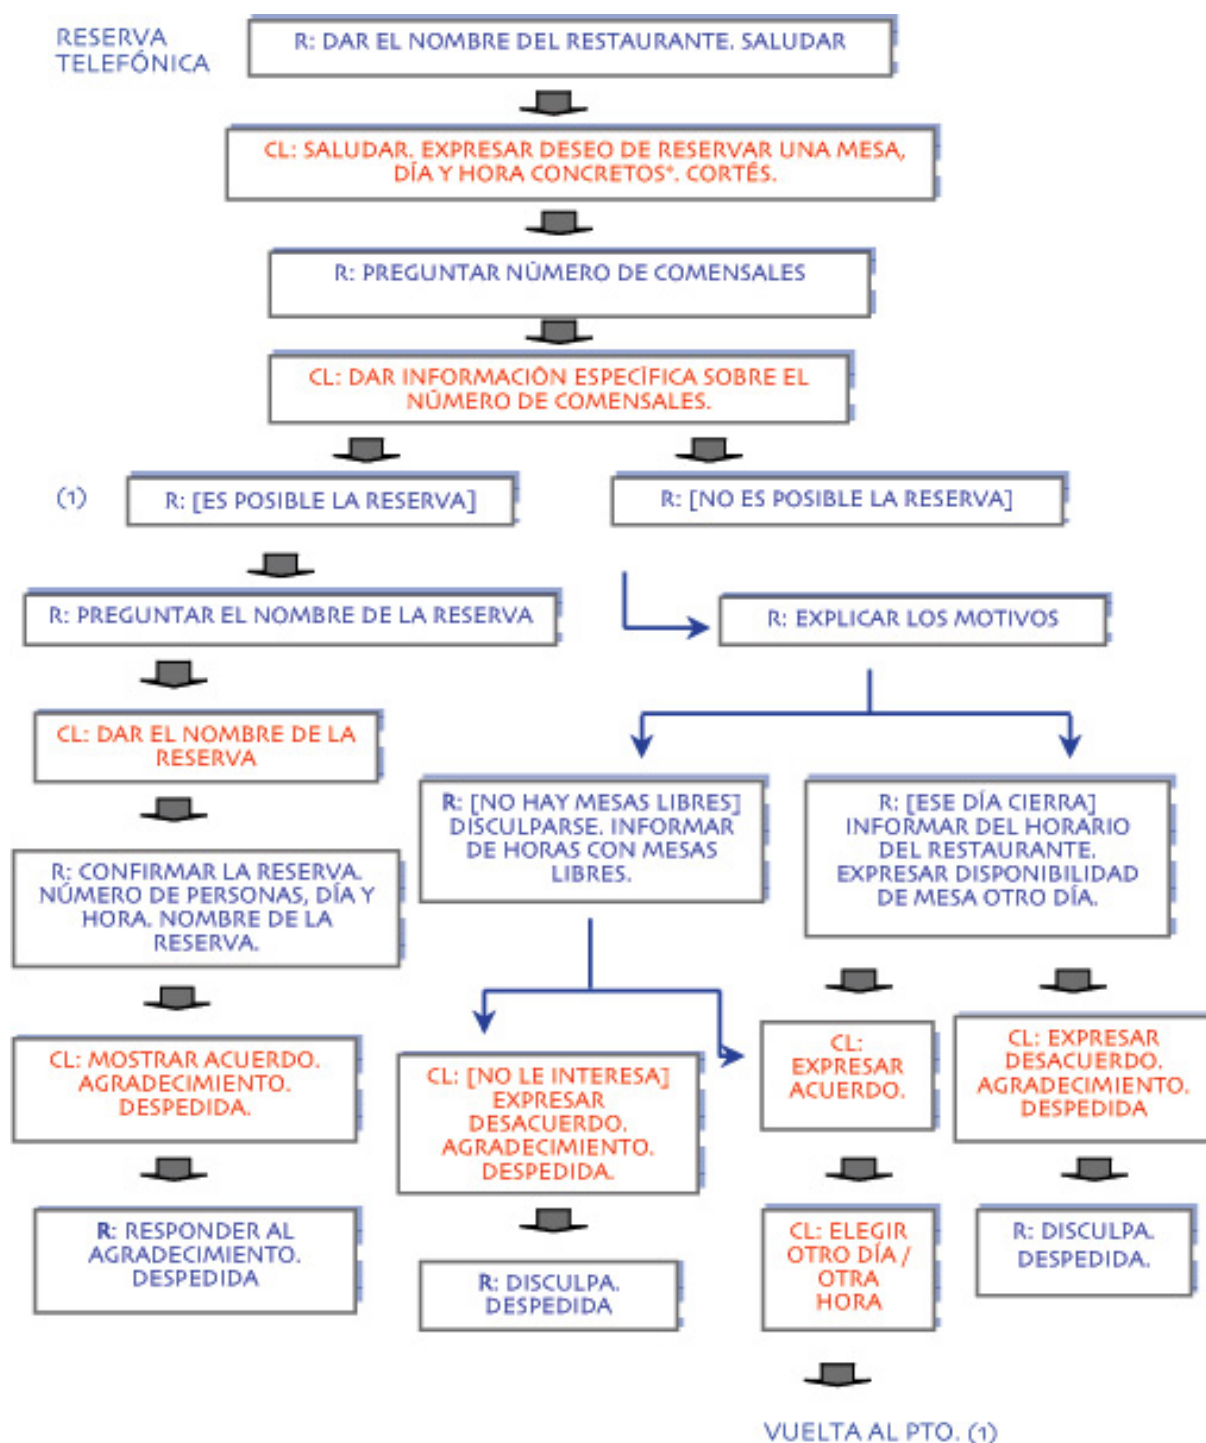 RESERVA
TELEFÓNICA
R: DAR EL NOMBRE DEL RESTAURANTE. SALUDAR
CL: SALUDAR. EXPRESAR DESEO DE RESERVAR UNA MESA,
DÍA Y HORA CONCRETOS*. CORTÉS.
R: PREGUNTAR NÚMERO DE COMENSALES
CL: DAR INFORMACIÓN ESPECÍFICA SOBRE EL
NÚMERO DE COMENSALES.
(1)
R: [ES POSIBLE LA RESERVA]
R: [NO ES POSIBLE LA RESERVA]
R: PREGUNTAR EL NOMBRE DE LA RESERVA
R: EXPLICAR LOS MOTIVOS
CL: DAR EL NOMBRE DE LA
RESERVA
R: [NO HAY MESAS LIBRES]
DISCULPARSE. INFORMAR
DE HORAS CON MESAS
LIBRES.
R: [ESE DÍA CIERRA]
INFORMAR DEL HORARIO
DEL RESTAURANTE.
EXPRESAR DISPONIBILIDAD
DE MESA OTRO DÍA.
R: CONFIRMAR LA RESERVA.
NÚMERO DE PERSONAS, DÍA Y
HORA. NOMBRE DE LA
RESERVA.
CL: MOSTRAR ACUERDO.
AGRADECIMIENTO.
DESPEDIDA.
CL: [NO LE INTERESA]
EXPRESAR
DESACUERDO.
AGRADECIMIENTO.
DESPEDIDA.
CL:
EXPRESAR
ACUERDO.
CL: EXPRESAR
DESACUERDO.
AGRADECIMIENTO.
DESPEDIDA
R: RESPONDER AL
AGRADECIMIENTO.
DESPEDIDA
R: DISCULPA.
DESPEDIDA
CL: ELEGIR
OTRO DÍA /
OTRA
HORA
R: DISCULPA.
DESPEDIDA.
VUELTA AL PTO. (1)